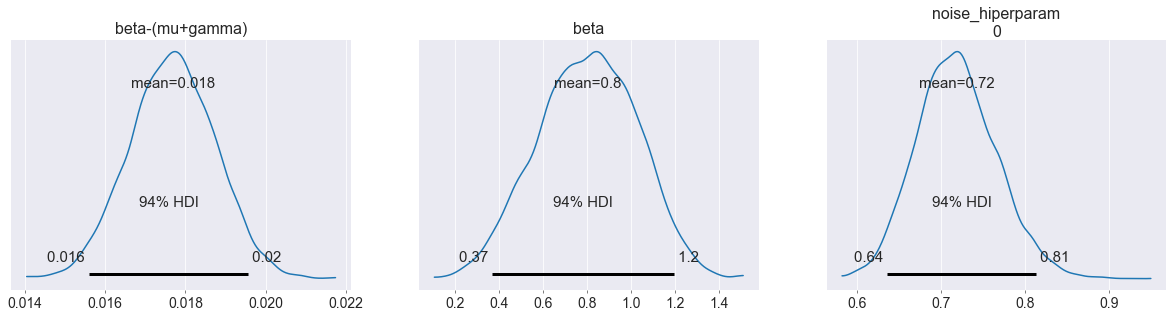 beta-(mu+gamma)
mean=0.018
94% HDI
0.016 0.02
0.014 0.016 0.018 0.020 0.022
beta
mean=0.8
94% HDI
0.37 1.2
0.2 0.4 0.6 0.8 1.0 1.2 1.4
noise_hiperparam
0
mean=0.72
94% HDI
0.64 0.81
0.6 0.7 0.8 0.9